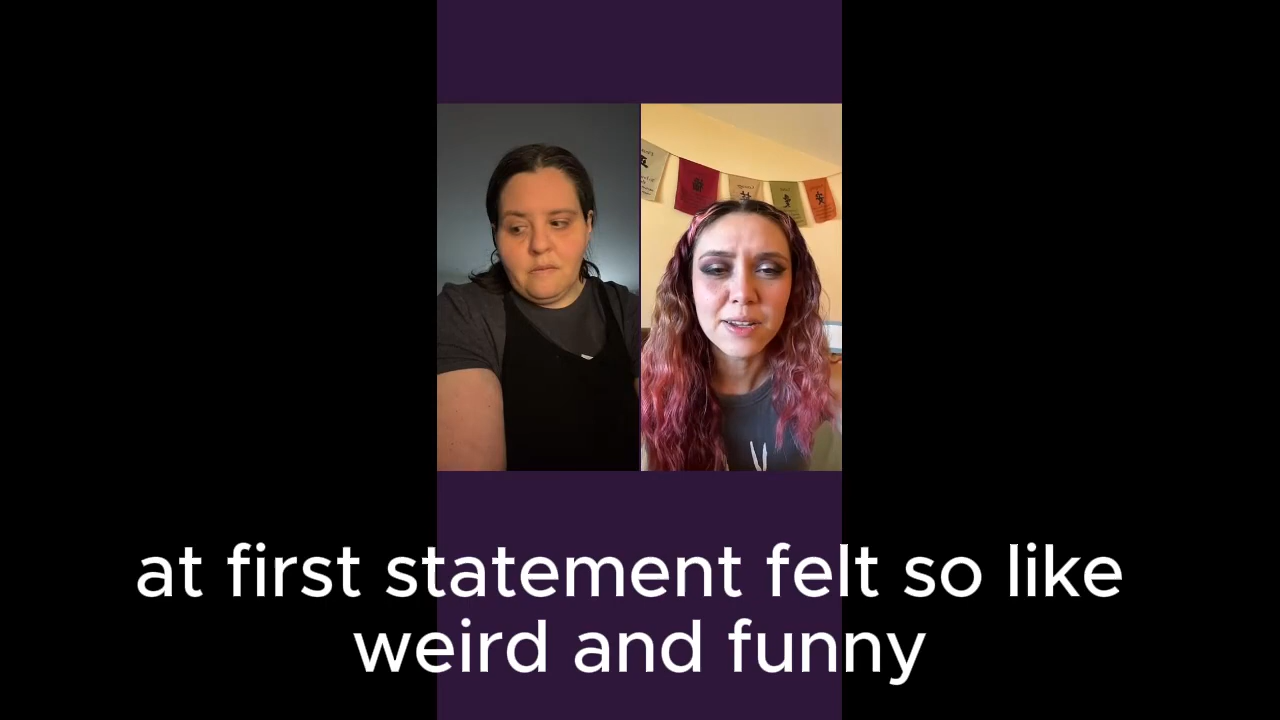 at first statement felt so like
weird and funny